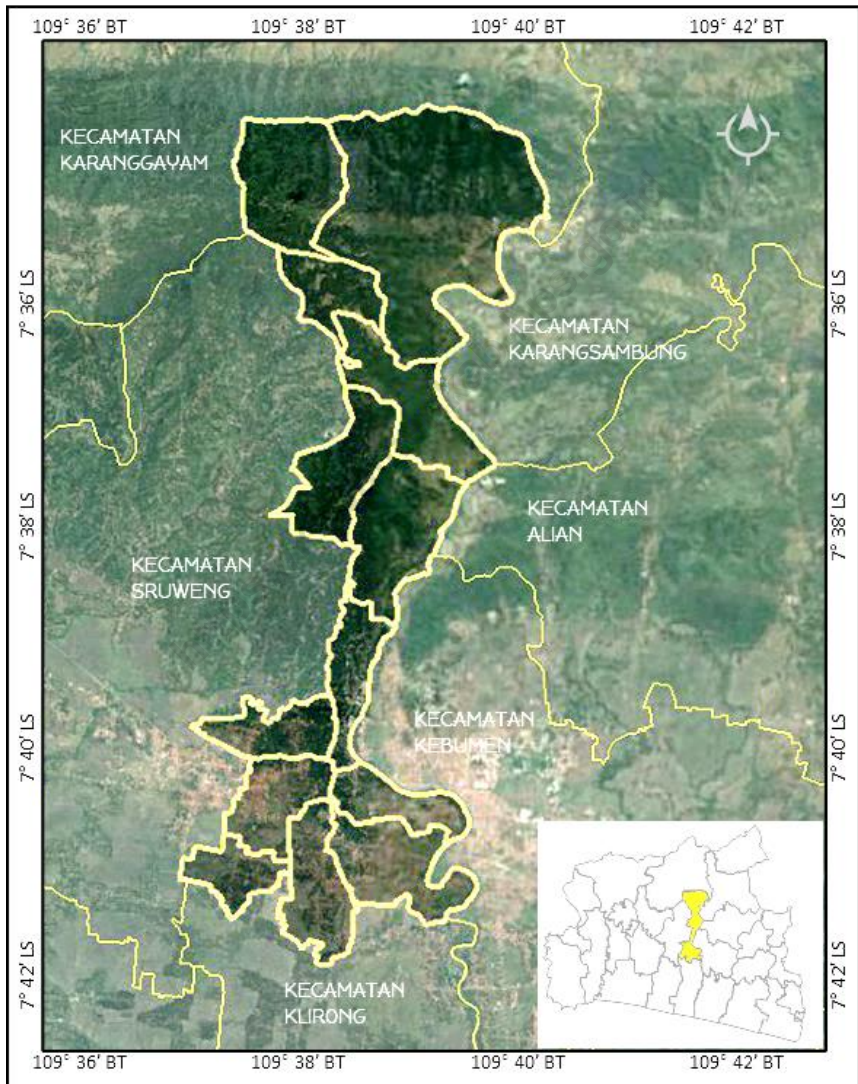 109° 36' BT
109° 38' BT
109° 40' BT
109° 42' BT
KECAMATAN
KARANGGAYAM
7° 36' LS
7° 36' LS
KECAMATAN
KARANGSAMBUNG
7° 38' LS
KECAMATAN
ALIAN
7° 38' LS
KECAMATAN
SRUWENG
7° 40' LS
KECAMATAN
KEBUMEN
7° 40' LS
7° 42' LS
KECAMATAN
KLIRONG
7° 42' LS
109° 36' BT
109° 38' BT
109° 40' BT
109° 42' BT